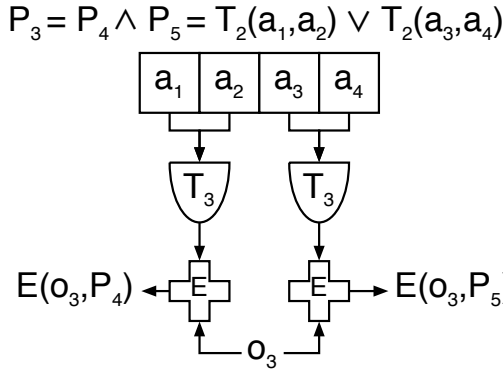 P₃ = P₄ ∧ P₅ = T₂(a₁,a₂) ∨ T₂(a₃,a₄)
a₁ a₂ a₃ a₄
T₃ T₃
E E
E(o₃,P₄) E(o₃,P₅
o₃